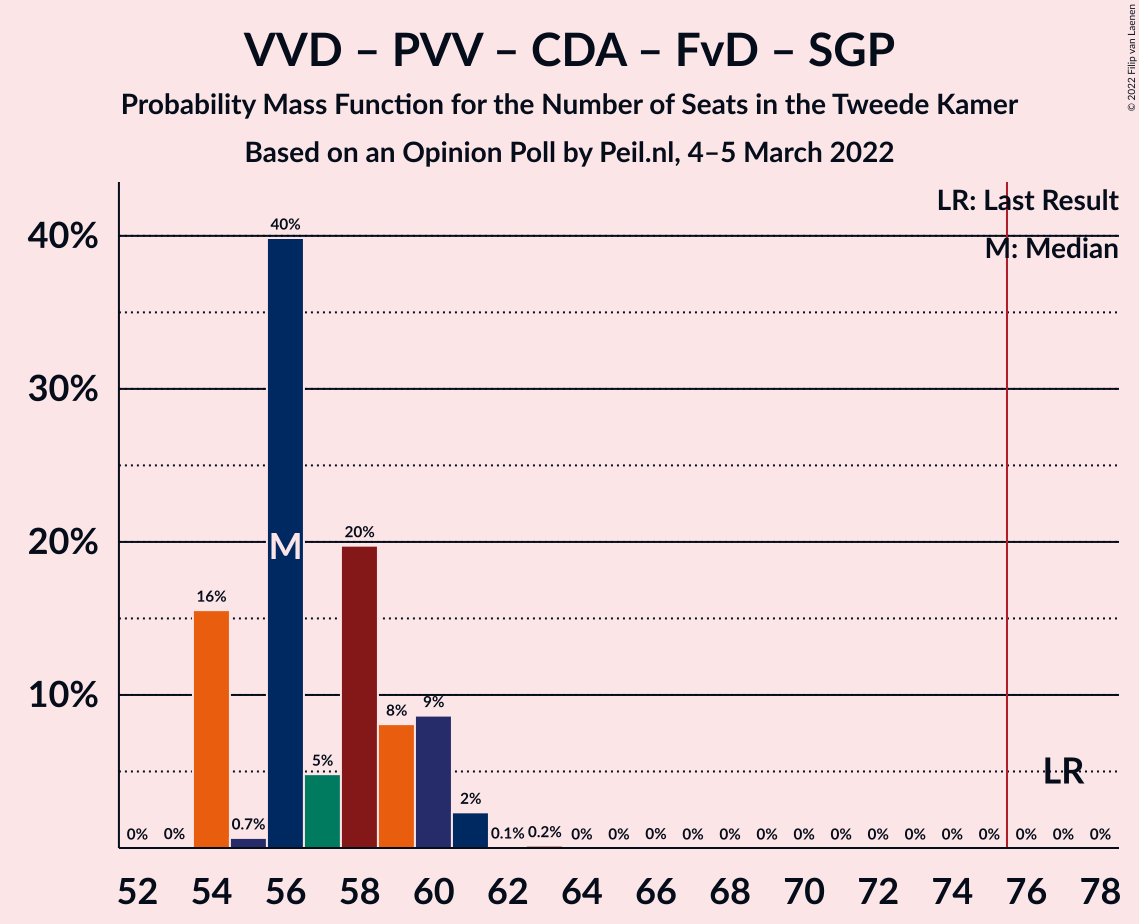 VVD – PVV – CDA – FvD – SGP
Probability Mass Function for the Number of Seats in the Tweede Kamer
Based on an Opinion Poll by Peil.nl, 4–5 March 2022
© 2022 Filip van Laenen
LR: Last Result
M: Median
40%
30%
20%
10%
0% 0% 16% 0.7% 40% 5% 20% 8% 9% 2% 0.1% 0.2% 0% 0% 0% 0% 0% 0% 0% 0% 0% 0% 0% 0% 0% 0% 0%
M
LR
52 54 56 58 60 62 64 66 68 70 72 74 76 78